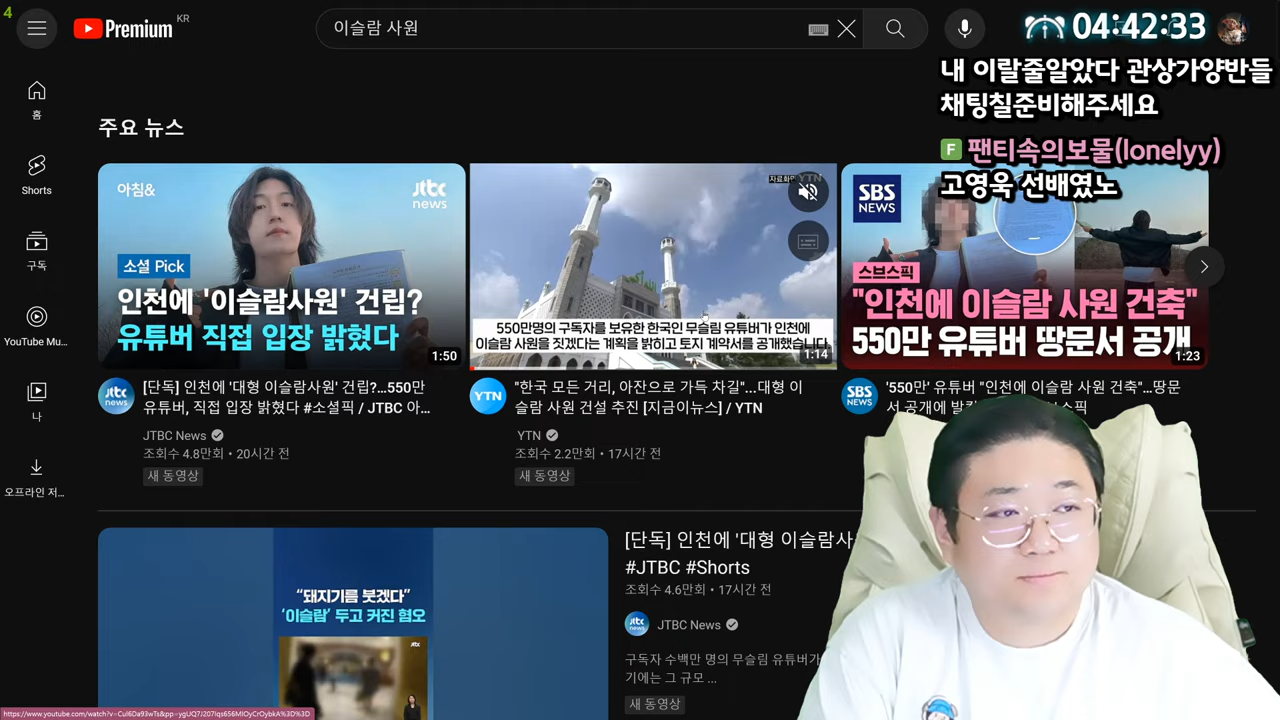 4
Premium
KR
이슬람 사원
04:42:33
내 이랄줄알았다 관상가양반들
채팅칠준비해주세요
F 팬티속의보물(lonelyy)
고영욱 선배였노
홈
Shorts
구독
YouTube Mu...
나
오프라인 저...
주요 뉴스
아침&
jtbc
news
소셜 Pick
인천에 '이슬람사원' 건립?
유튜버 직접 입장 밝혔다
1:50
[단독] 인천에 '대형 이슬람사원' 건립?...550만
유튜버, 직접 입장 밝혔다 #소셜픽 / JTBC 아...
JTBC News
조회수 4.8만회 • 20시간 전
새 동영상
YTN
550만명의 구독자를 보유한 한국인 무슬림 유튜버가 인천에
이슬람 사원을 짓겠다는 계획을 밝히고 토지 계약서를 공개했습니다
1:14
YTN
"한국 모든 거리, 아잔으로 가득 차길"...대형 이
슬람 사원 건설 추진 [지금이뉴스] / YTN
YTN
조회수 2.2만회 • 17시간 전
새 동영상
SBS
NEWS
스브스픽
"인천에 이슬람 사원 건축"
550만 유튜버 땅문서 공개
1:23
SBS
NEWS
'550만' 유튜버 "인천에 이슬람 사원 건축"...땅문
서 공개에 발칵
“돼지기름 붓겠다”
‘이슬람’ 두고 커진 혐오
jtbc
[단독] 인천에 '대형 이슬람사
#JTBC #Shorts
조회수 4.6만회 • 17시간 전
jtbc
news
JTBC News
구독자 수백만 명의 무슬림 유튜버가
기에는 그 규모 ...
새 동영상